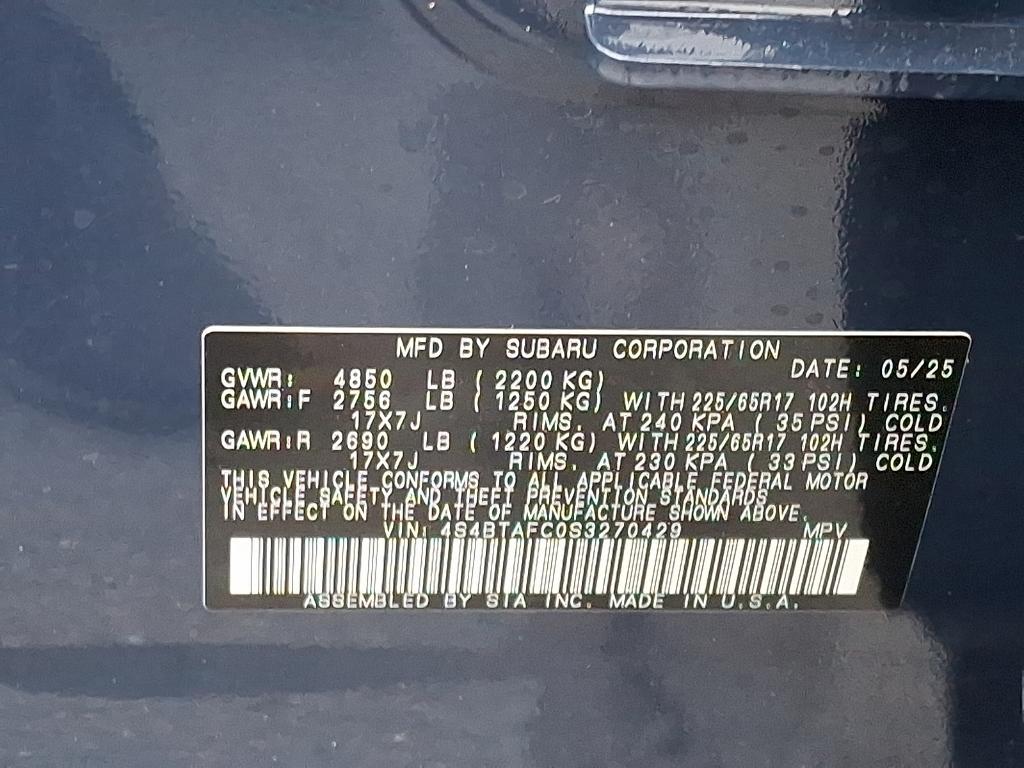 MFD BY SUBARU CORPORATION
DATE: 05/25
GVWR: 4850 LB ( 2200 KG)
GAWR:F 2756 LB ( 1250 KG) WITH 225/65R17 102H TIRES.
17X7J RIMS. AT 240 KPA ( 35 PSI) COLD
GAWR:R 2690 LB ( 1220 KG) WITH 225/65R17 102H TIRES.
17X7J RIMS. AT 230 KPA ( 33 PSI) COLD
THIS VEHICLE CONFORMS TO ALL APPLICABLE FEDERAL MOTOR
VEHICLE SAFETY AND THEFT PREVENTION STANDARDS
IN EFFECT ON THE DATE OF MANUFACTURE SHOWN ABOVE.
VIN: 4S4BTAFC0S3270429 MPV
ASSEMBLED BY SIA INC. MADE IN U.S.A.